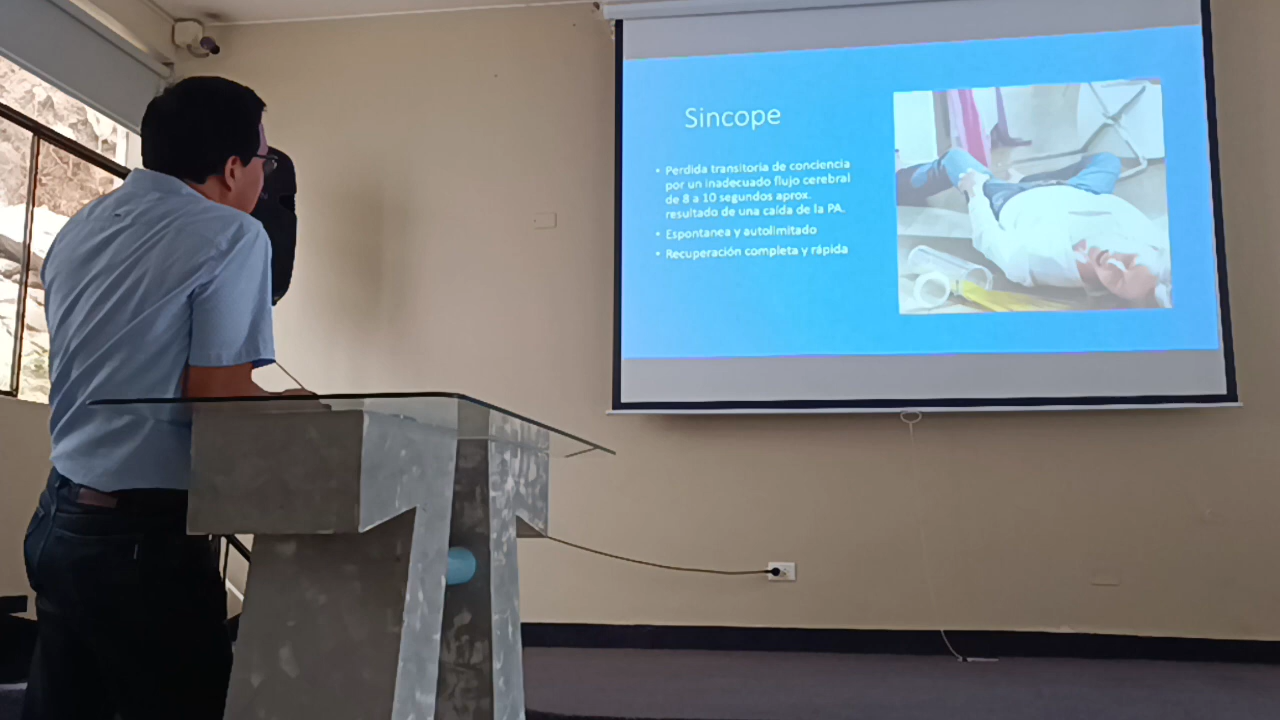 Sincope
• Perdida transitoria de conciencia
por un inadecuado flujo cerebral
de 8 a 10 segundos aprox.
resultado de una caída de la PA.
• Espontanea y autolimitado
• Recuperación completa y rápida